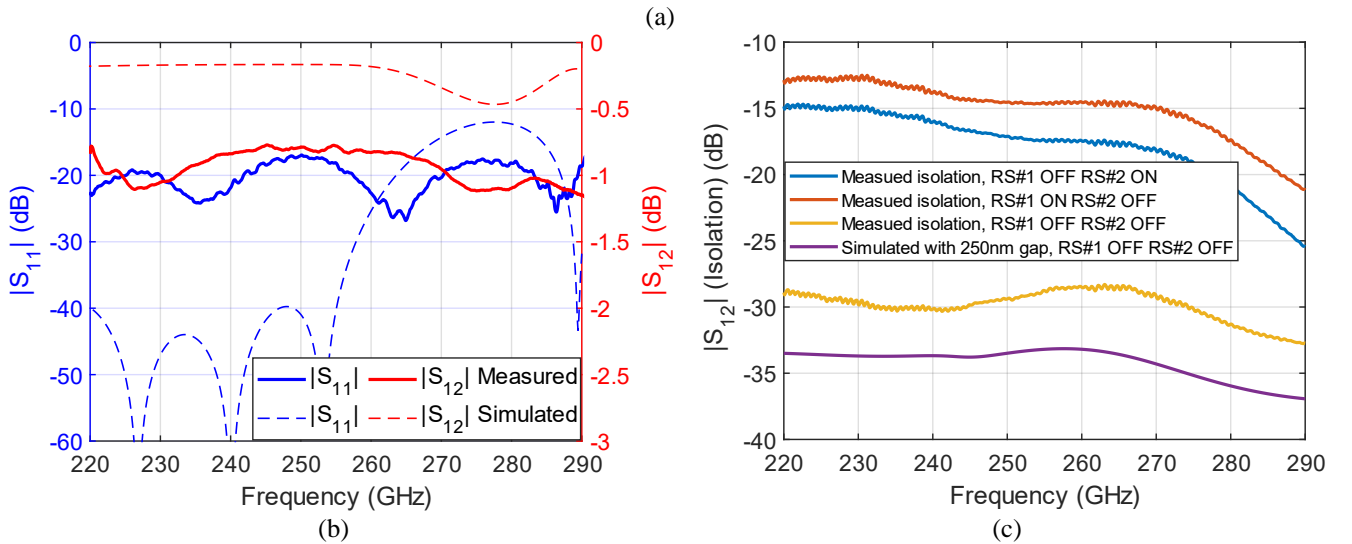 (a)
0
-10
-20
-30
-40
-50
-60
|S11| (dB)
220 230 240 250 260 270 280 290
Frequency (GHz)
0
-0.5
-1
-1.5
-2
-2.5
-3
|S12| (dB)
|S11| |S12| Measured
|S11| |S12| Simulated
(b)
-10
-15
-20
-25
-30
-35
-40
|S12| (Isolation) (dB)
Measued isolation, RS#1 OFF RS#2 ON
Measued isolation, RS#1 ON RS#2 OFF
Measued isolation, RS#1 OFF RS#2 OFF
Simulated with 250nm gap, RS#1 OFF RS#2 OFF
220 230 240 250 260 270 280 290
Frequency (GHz)
(c)